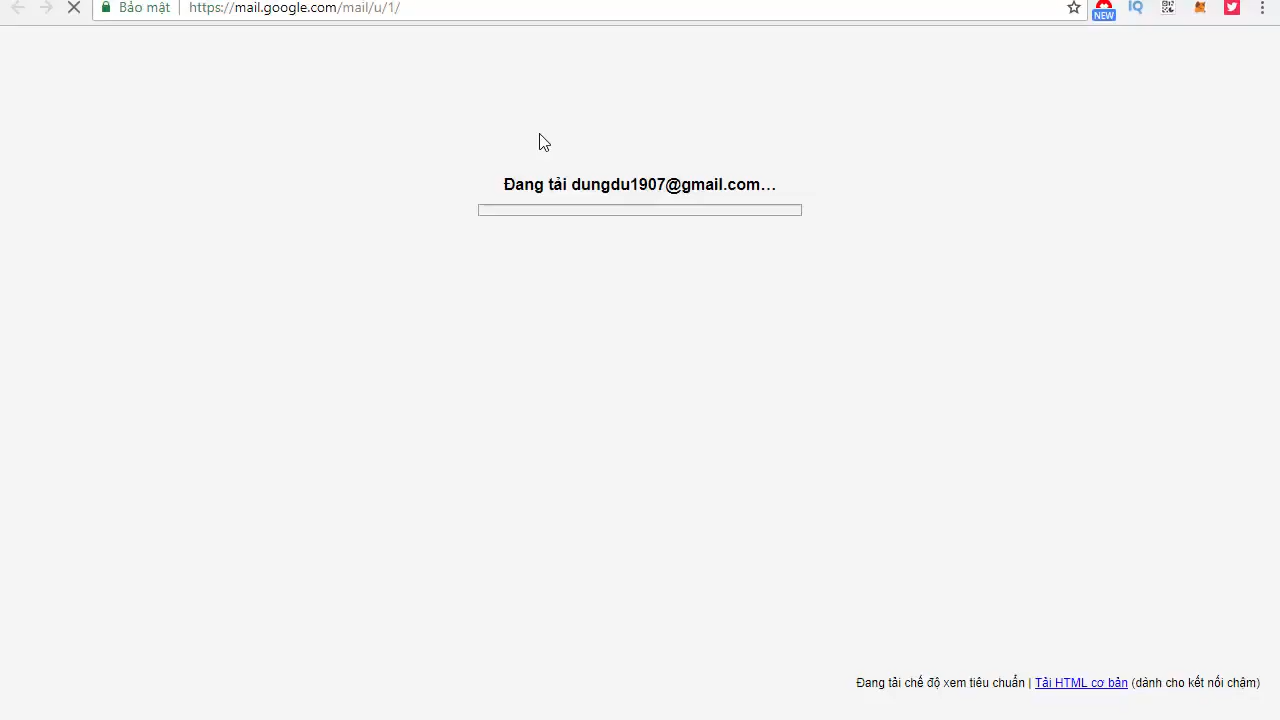 Bảo mật | https://mail.google.com/mail/u/1/
NEW
Đang tải dungdu1907@gmail.com…
Đang tải chế độ xem tiêu chuẩn | Tải HTML cơ bản (dành cho kết nối chậm)